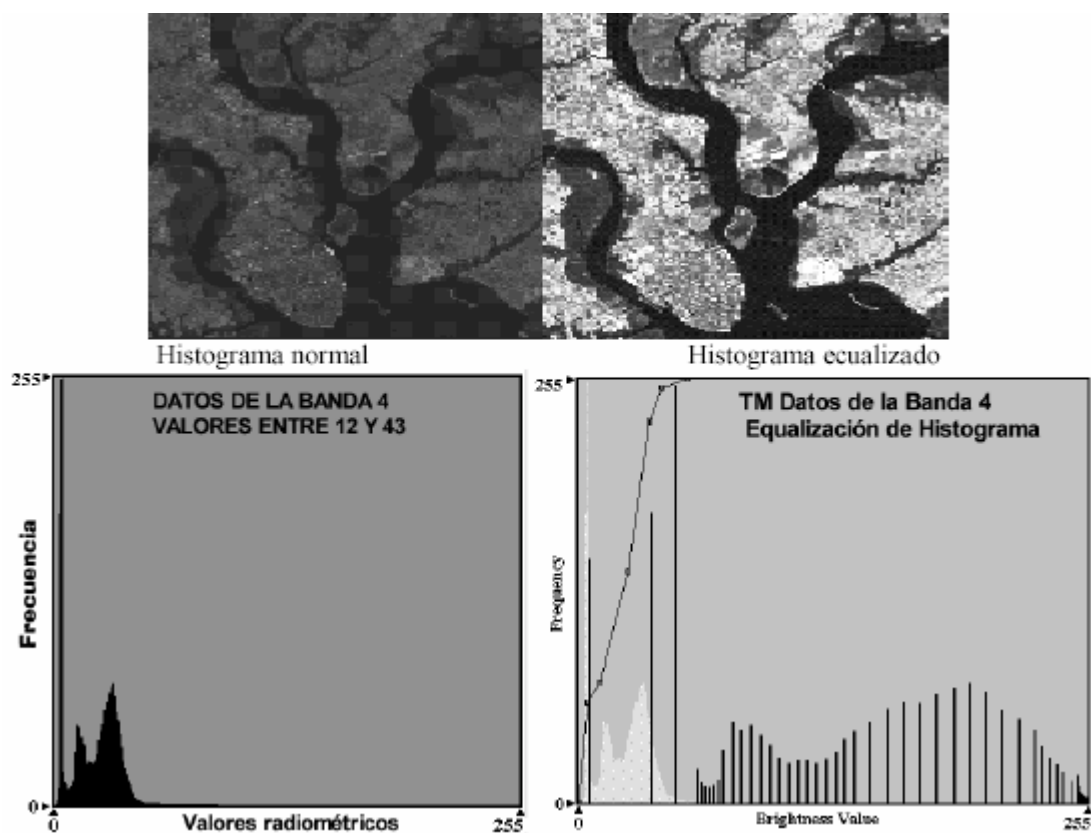 Histograma normal
Histograma ecualizado
255
DATOS DE LA BANDA 4
VALORES ENTRE 12 Y 43
Frecuencia
0
0
Valores radiométricos
255
255
TM Datos de la Banda 4
Equalización de Histograma
Frequency
0
0
Brightness Value
255